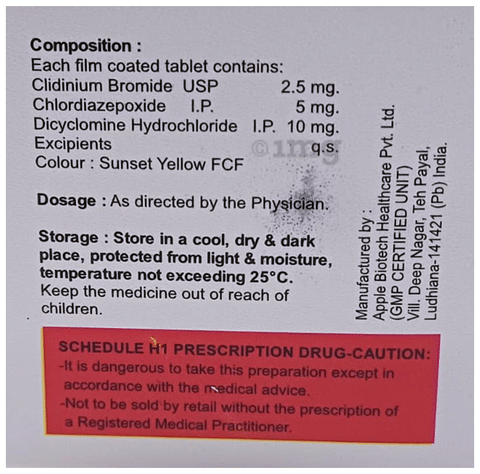 Composition :
Each film coated tablet contains:
Clidinium Bromide USP 2.5 mg.
Chlordiazepoxide I.P. 5 mg.
Dicyclomine Hydrochloride I.P. 10 mg.
Excipients q.s.
Colour : Sunset Yellow FCF
1mg
Dosage : As directed by the Physician.
Storage : Store in a cool, dry & dark
place, protected from light & moisture,
temperature not exceeding 25°C.
Keep the medicine out of reach of
children.
Manufactured by :
Apple Biotech Healthcare Pvt. Ltd.
(GMP CERTIFIED UNIT)
Vill. Deep Nagar, Teh Payal,
Ludhiana-141421 (Pb) India.
SCHEDULE H1 PRESCRIPTION DRUG-CAUTION:
-It is dangerous to take this preparation except in
accordance with the medical advice.
-Not to be sold by retail without the prescription of
a Registered Medical Practitioner.